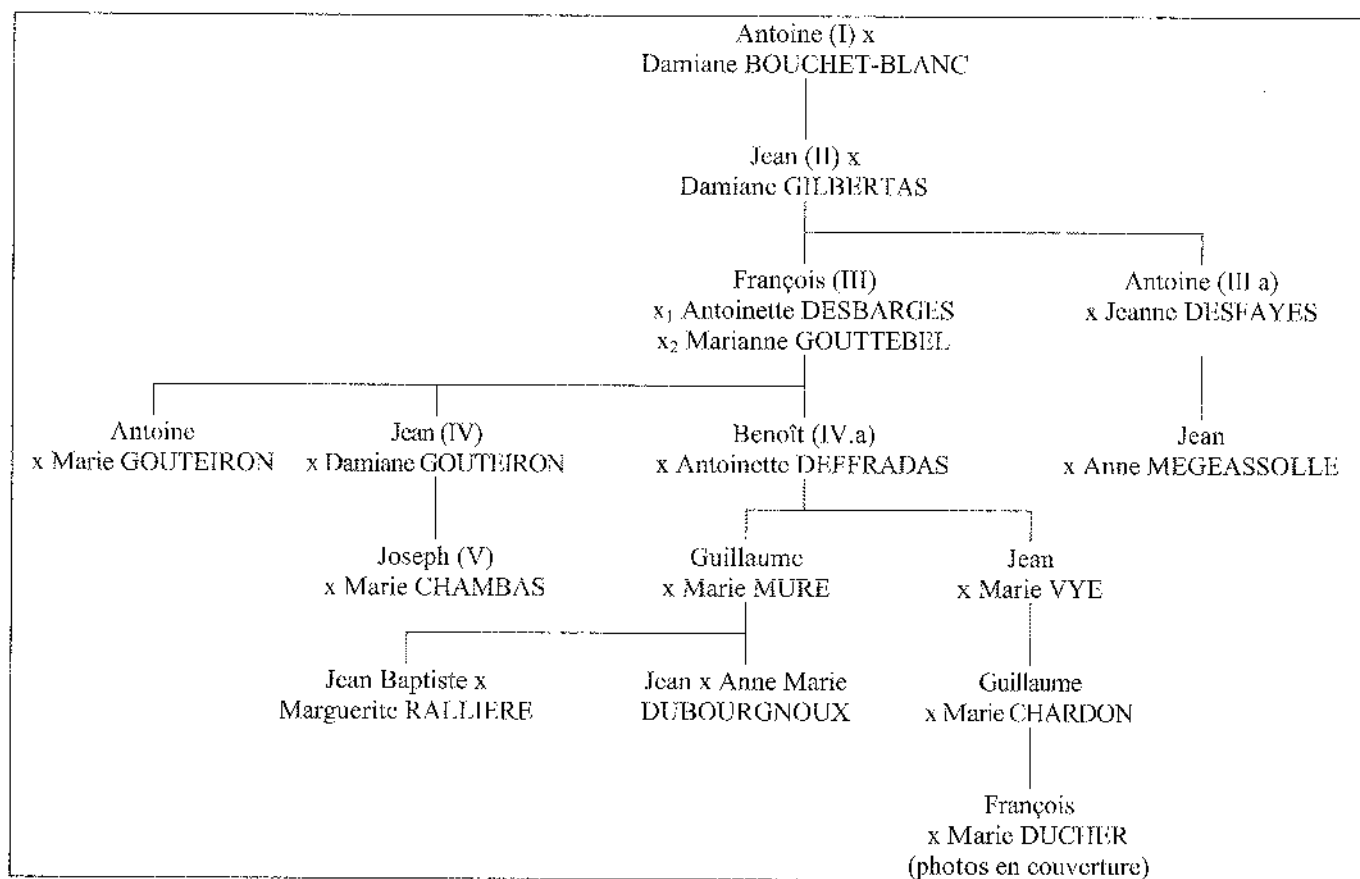 Antoine (I) x
Damiane BOUCHET-BLANC
Jean (II) x
Damiane GILBERTAS
François (III)
x₁ Antoinette DESBARGES
x₂ Marianne GOUTTEBEL
Antoine (III a)
x Jeanne DESFAYES
Antoine
x Marie GOUTEIRON
Jean (IV)
x Damiane GOUTEIRON
Benoît (IV.a)
x Antoinette DEFFRADAS
Jean
x Anne MEGEASSOLLE
Joseph (V)
x Marie CHAMBAS
Guillaume
x Marie MURE
Jean
x Marie VYE
Jean Baptiste x
Marguerite RALLIERE
Jean x Anne Marie
DUBOURGNOUX
Guillaume
x Marie CHARDON
François
x Marie DUCHER
(photos en couverture)